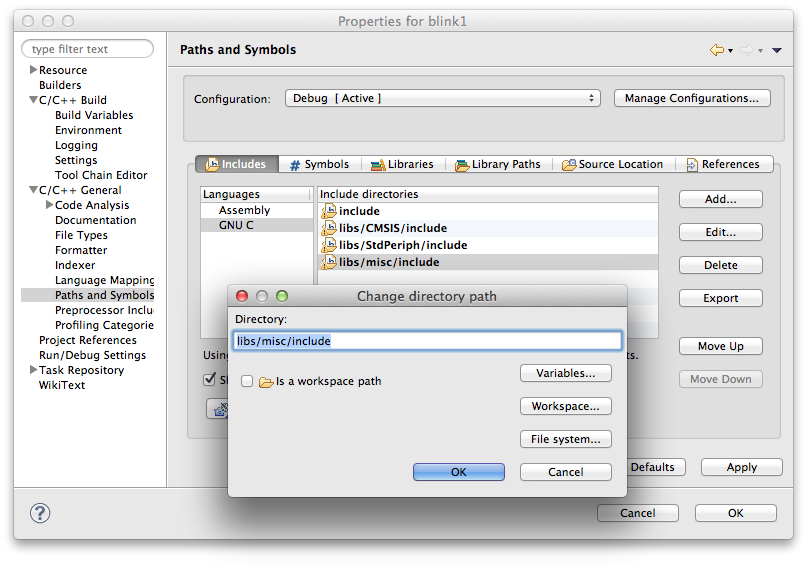 Properties for blink1
type filter text
Resource
Builders
C/C++ Build
Build Variables
Environment
Logging
Settings
Tool Chain Editor
C/C++ General
Code Analysis
Documentation
File Types
Formatter
Indexer
Language Mapping
Paths and Symbols
Preprocessor Inclu
Profiling Categorie
Project References
Run/Debug Settings
Task Repository
WikiText
Paths and Symbols
Configuration:
Debug [ Active ]
Manage Configurations...
Includes
# Symbols
Libraries
Library Paths
Source Location
References
Languages
Assembly
GNU C
Include directories
include
libs/CMSIS/include
libs/StdPeriph/include
libs/misc/include
Add...
Edit...
Delete
Export
Move Up
Move Down
Change directory path
Directory:
libs/misc/include
Is a workspace path
Variables...
Workspace...
File system...
OK
Cancel
Defaults
Apply
?
Cancel
OK